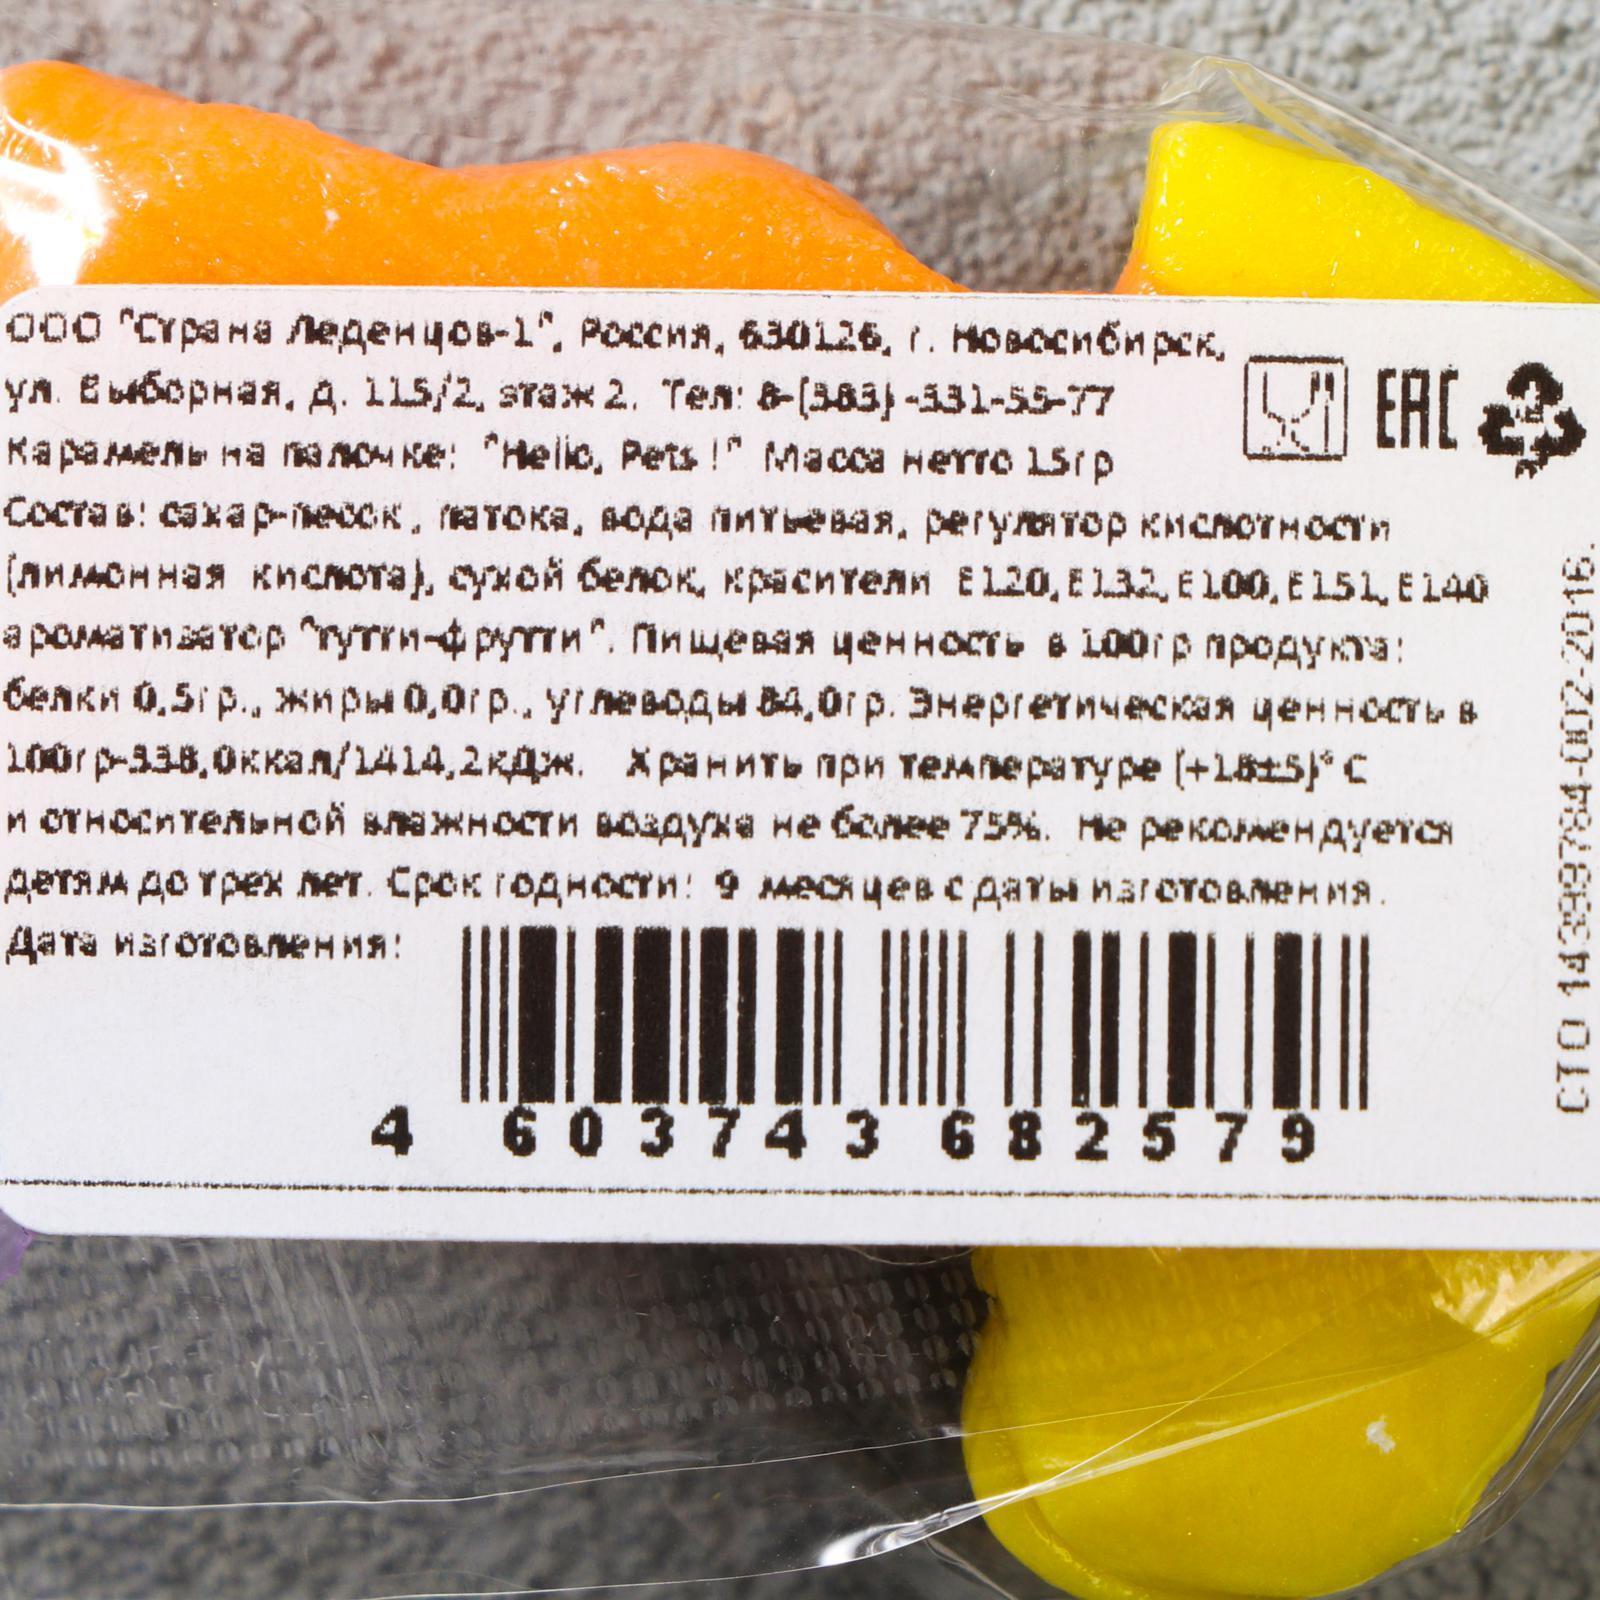 ООО "Страна Леденцов-1", Россия, 630126, г. Новосибирск,
ул. Выборная, д. 115/2, этаж 2. Тел: 8-(383)-331-55-77
Карамель на палочке: "Hello, Pets !" Масса нетто 15гр
Состав: сахар-песок, патока, вода питьевая, регулятор кислотности
(лимонная кислота), сухой белок, красители Е120,Е132,Е100,Е151,Е140
ароматизатор "тутти-фрутти". Пищевая ценность в 100гр продукта:
белки 0,5гр., жиры 0,0гр., углеводы 84,0гр. Энергетическая ценность в
100гр-338,0ккал/1414,2кДж. Хранить при температуре (+18±5)°С
и относительной влажности воздуха не более 75%. Не рекомендуется
детям до трех лет. Срок годности: 9 месяцев с даты изготовления.
Дата изготовления:
4 603743 682579
ЕАС
СТО 14399784-002-2016.